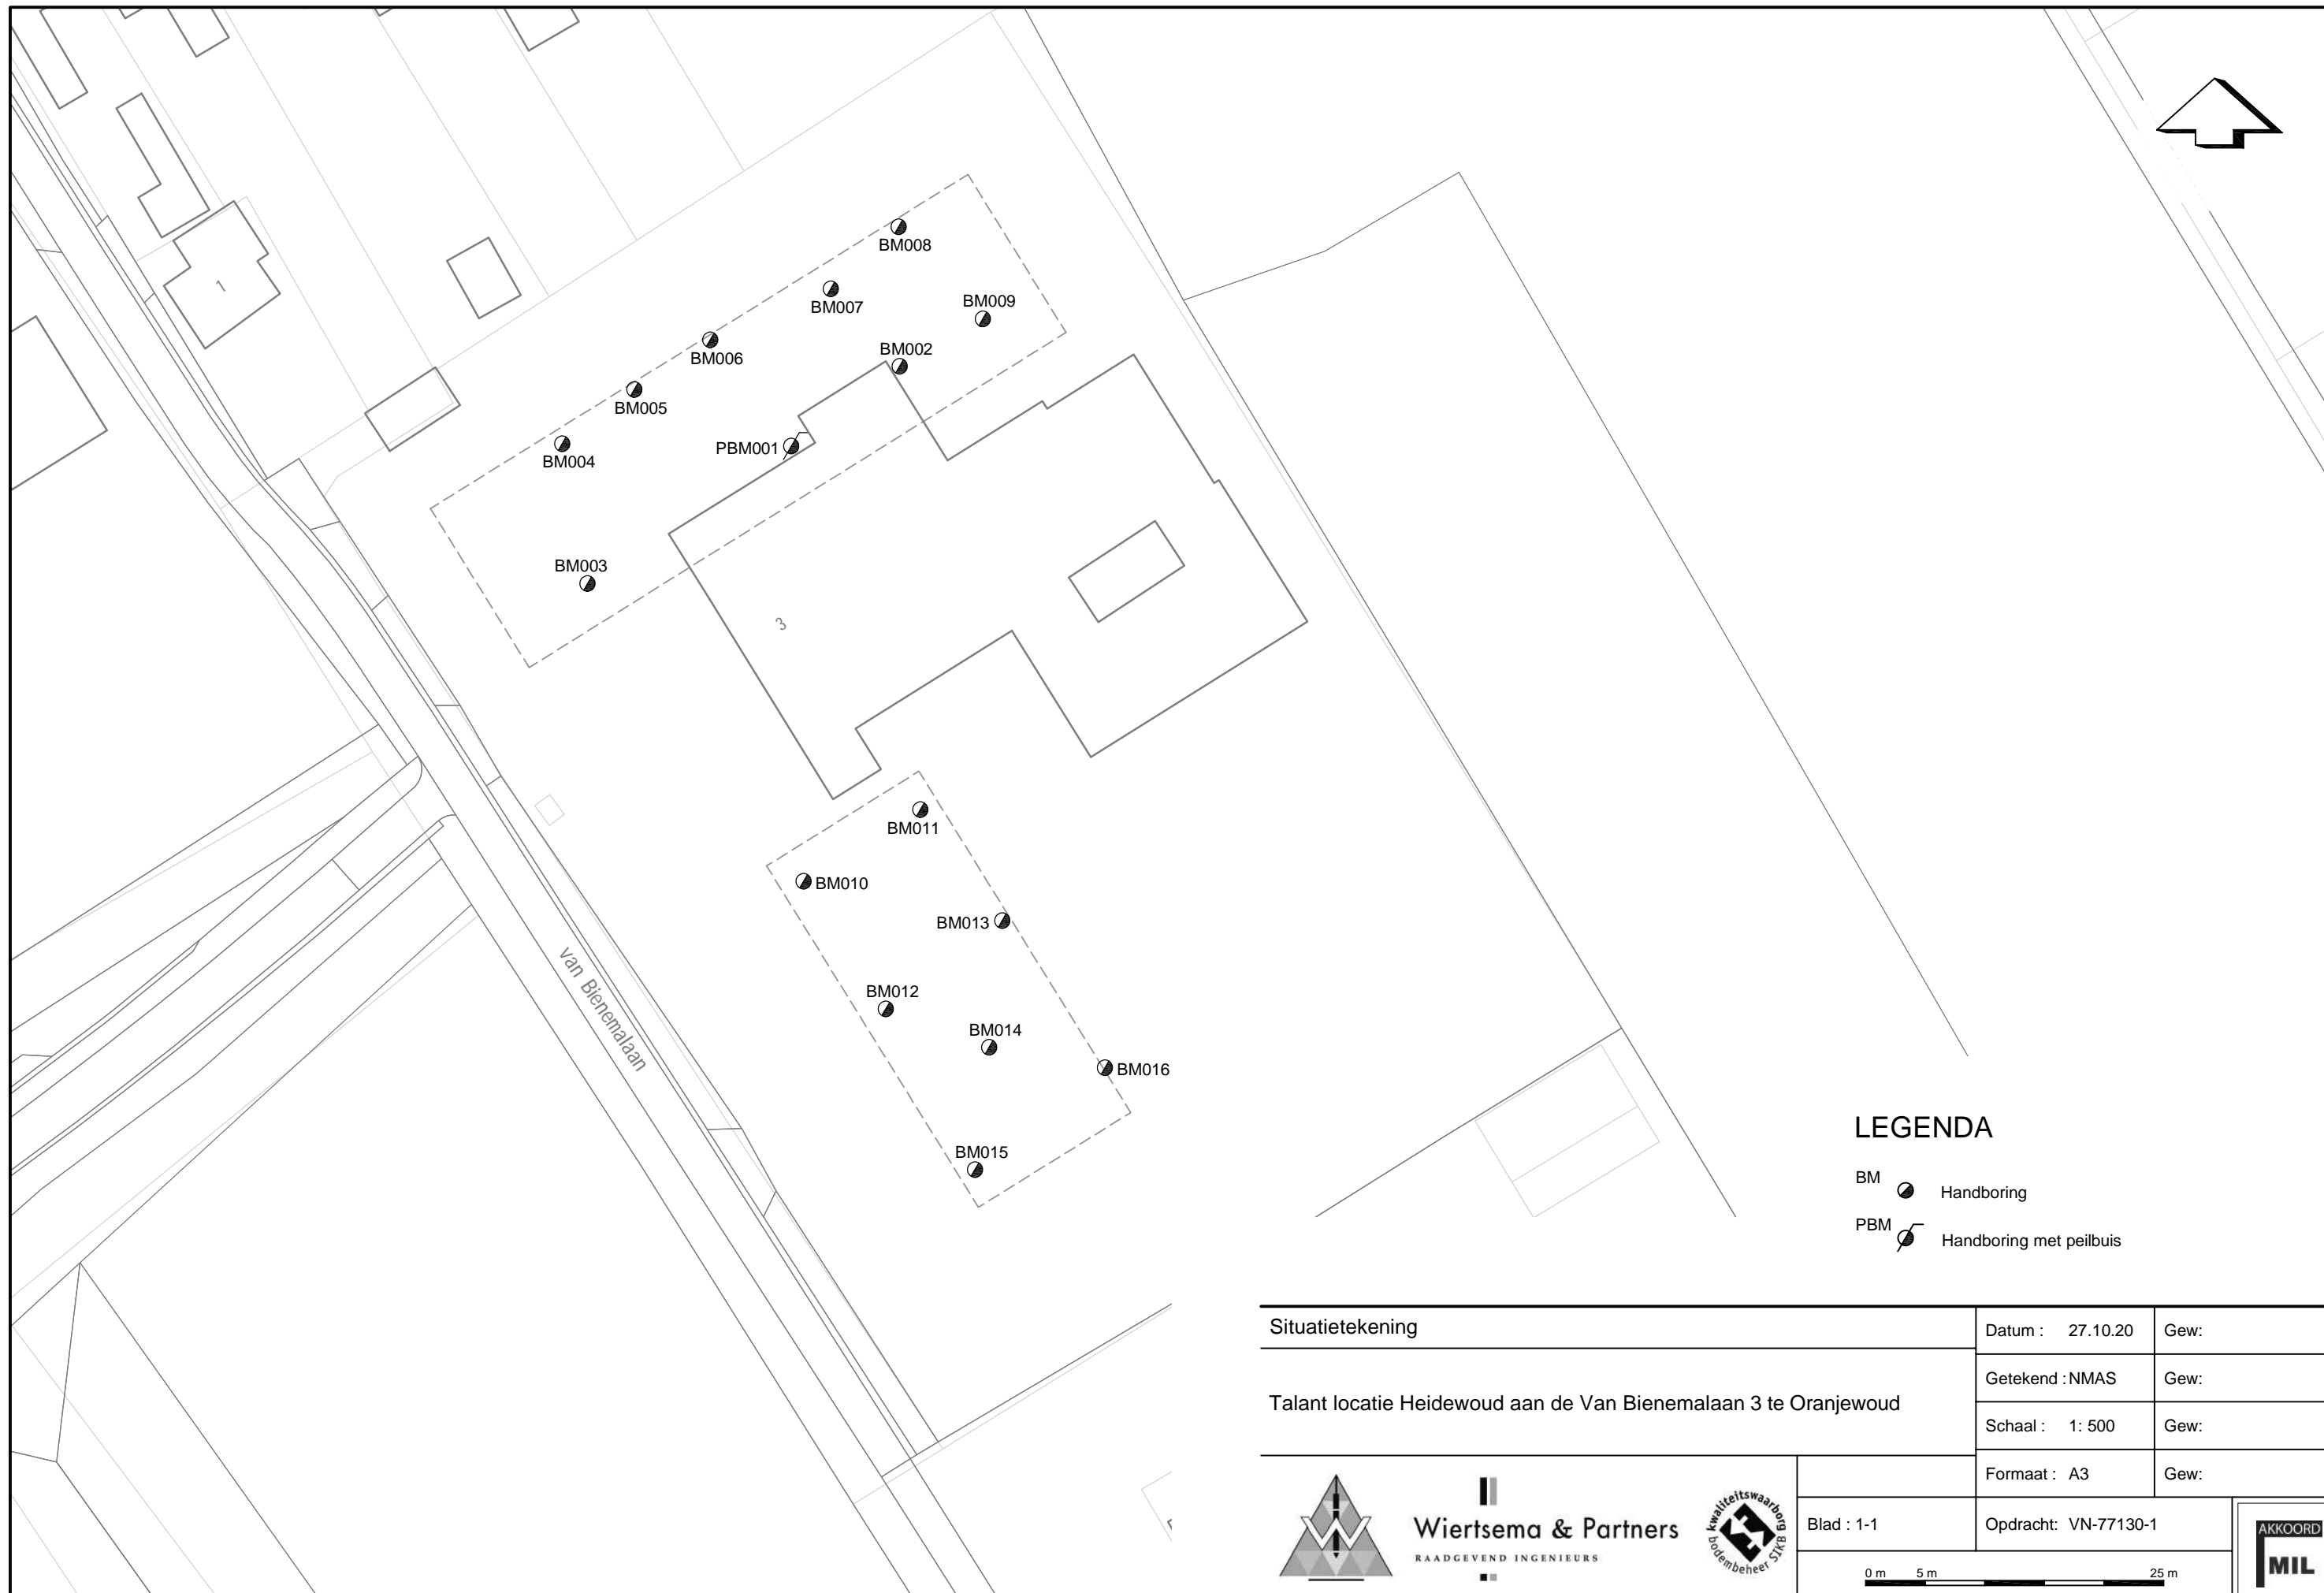 1
BM008
BM007
BM009
BM006
BM002
BM005
PBM001
BM004
BM003
3
BM011
BM010
BM013
van Bienemalaan
BM012
BM014
BM016
BM015
LEGENDA
BM Handboring
PBM Handboring met peilbuis
Situatietekening
Datum : 27.10.20 Gew:
Getekend : NMAS Gew:
Talant locatie Heidewoud aan de Van Bienemalaan 3 te Oranjewoud
Schaal : 1: 500 Gew:
Formaat : A3 Gew:
Wiertsema & Partners
RAADGEVEND INGENIEURS
kwaliteitswaarborg bodembeheer SIKB
Blad : 1-1
Opdracht: VN-77130-1
AKKOORD
MIL
0 m 5 m 25 m